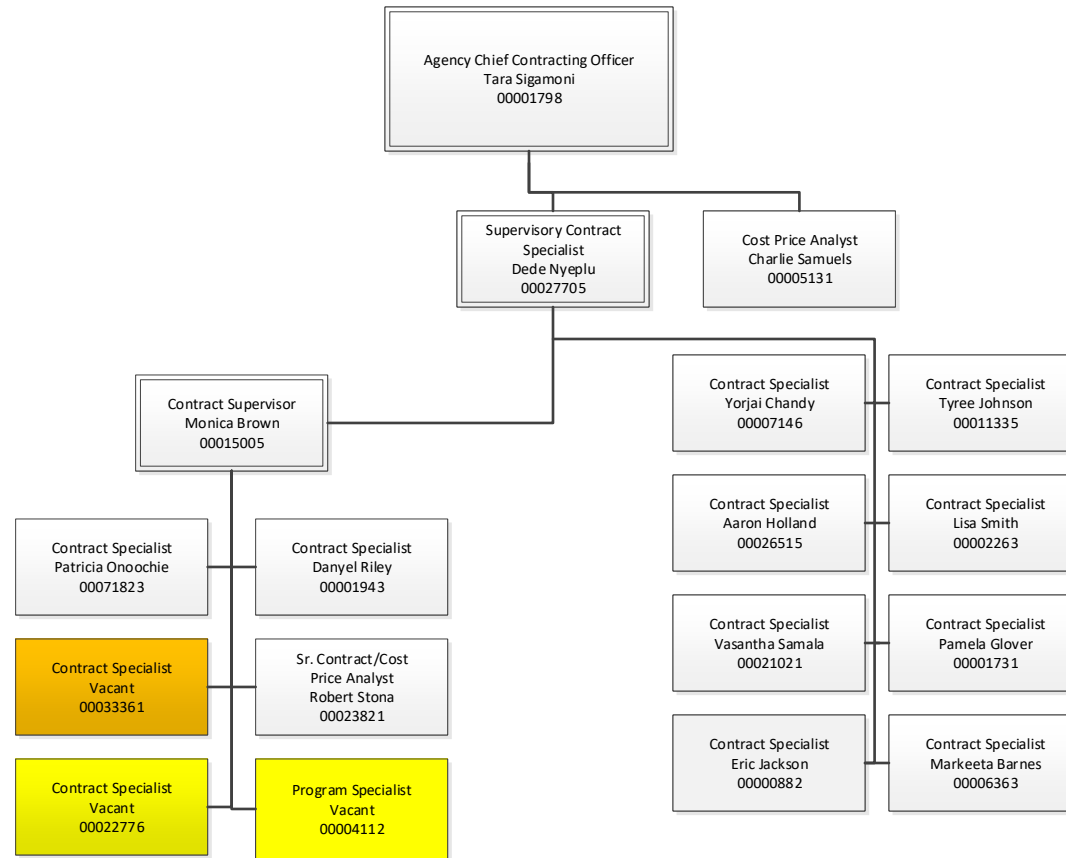 Agency Chief Contracting Officer
Tara Sigamoni
00001798
Supervisory Contract
Specialist
Dede Nyeplu
00027705
Cost Price Analyst
Charlie Samuels
00005131
Contract Supervisor
Monica Brown
00015005
Contract Specialist
Patricia Onoochie
00071823
Contract Specialist
Danyel Riley
00001943
Contract Specialist
Vacant
00033361
Sr. Contract/Cost
Price Analyst
Robert Stona
00023821
Contract Specialist
Vacant
00022776
Program Specialist
Vacant
00004112
Contract Specialist
Yorjai Chandy
00007146
Contract Specialist
Tyree Johnson
00011335
Contract Specialist
Aaron Holland
00026515
Contract Specialist
Lisa Smith
00002263
Contract Specialist
Vasantha Samala
00021021
Contract Specialist
Pamela Glover
00001731
Contract Specialist
Eric Jackson
00000882
Contract Specialist
Markeeta Barnes
00006363